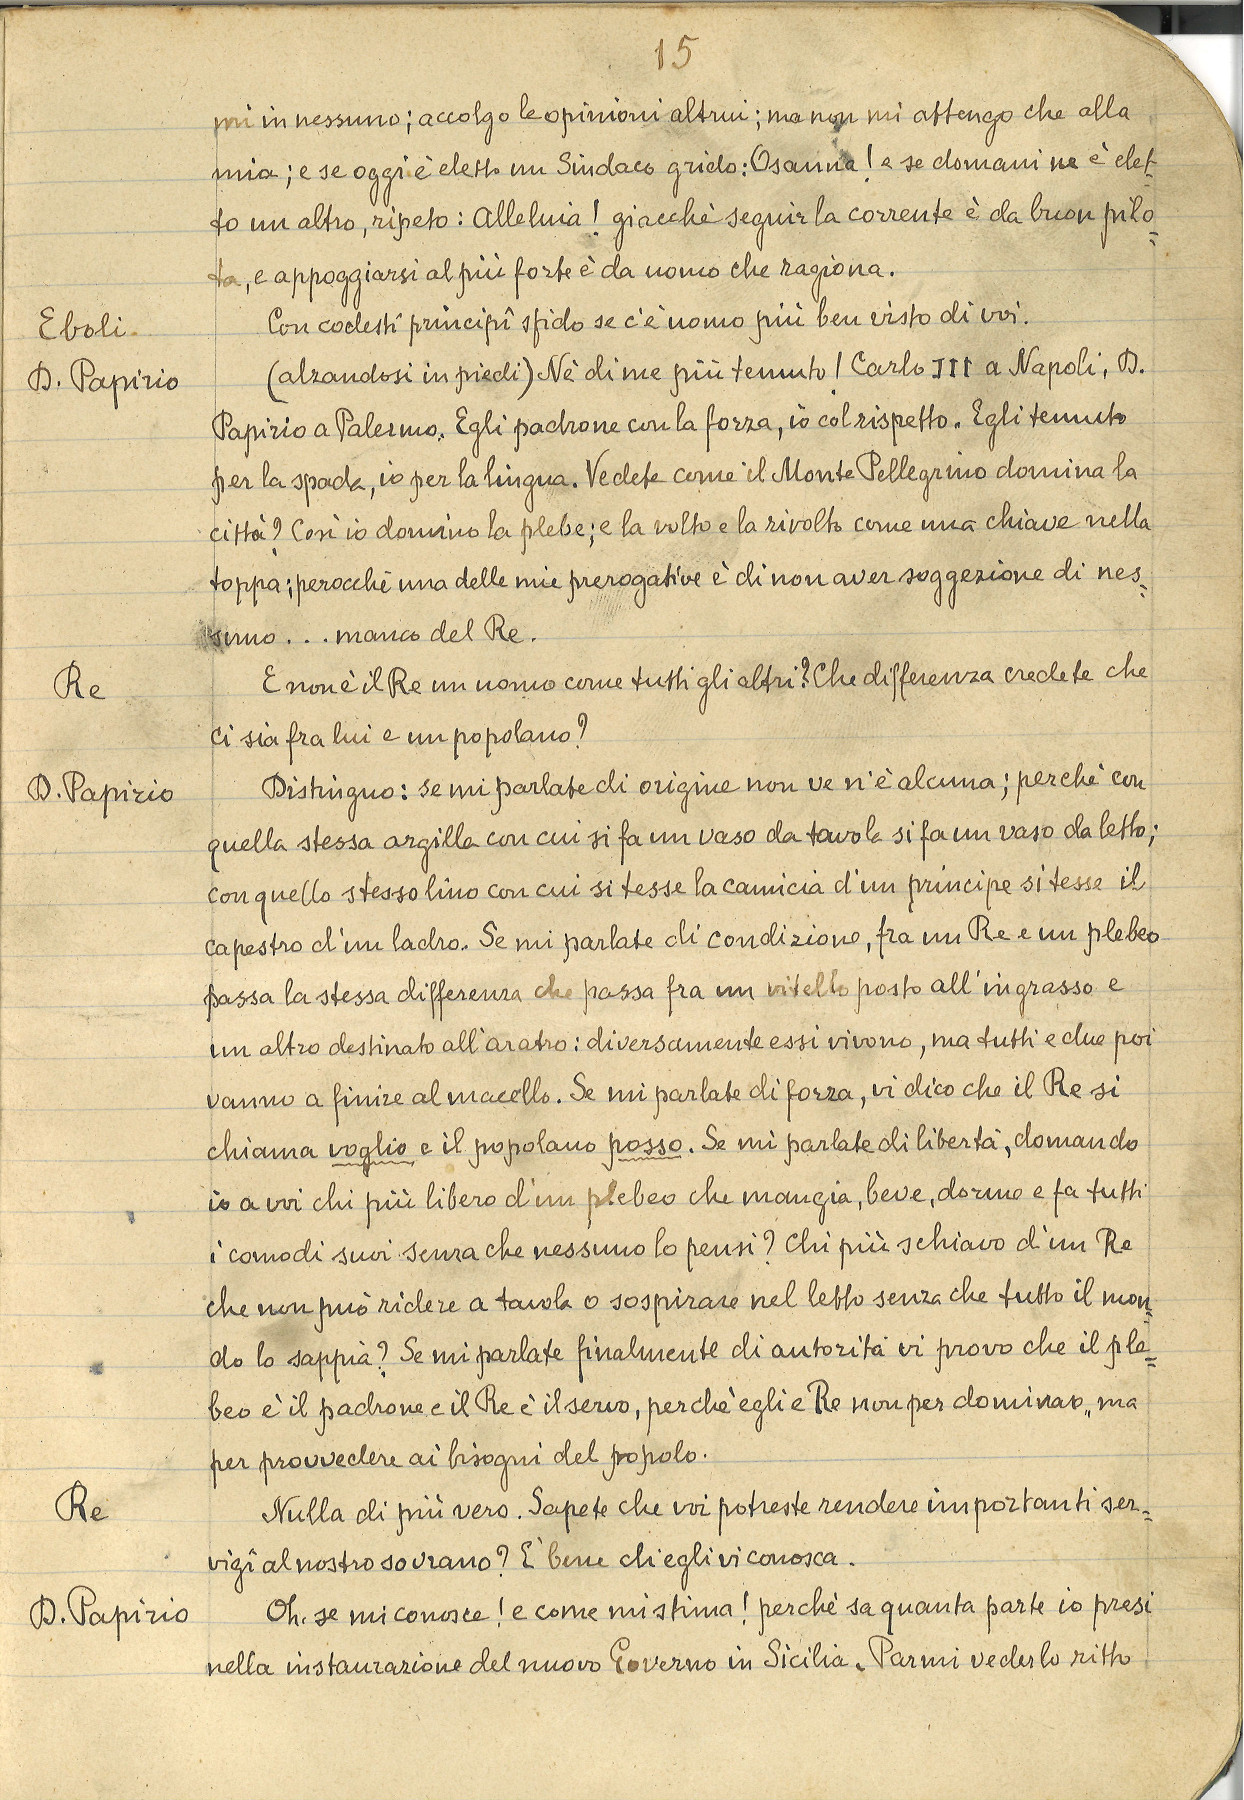 15
mi in nessuno; accolgo le opinioni altrui; ma non mi attengo che alla
mia; e se oggi è eletto un Sindaco grido: Osanna! e se domani ne è elet-
to un altro, ripeto: Alleluia! giacchè seguir la corrente è da buon pilo=
ta, e appoggiarsi al più forte è da uomo che ragiona.
Eboli Con codesti principî sfido se c'è uomo più ben visto di voi.
D. Papirio (alzandosi in piedi) Nè di me più temuto! Carlo III a Napoli, D.
Papirio a Palermo. Egli padrone con la forza, io col rispetto. Egli temuto
per la spada, io per la lingua. Vedete come il Monte Pellegrino domina la
città? Così io domino la plebe; e la volto e la rivolto come una chiave nella
toppa; perocchè una delle mie prerogative è di non aver soggezione di nes=
suno... manco del Re.
Re E non è il Re un uomo come tutti gli altri? Che differenza credete che
ci sia fra lui e un popolano?
D. Papirio Distinguo: se mi parlate di origine non ve n'è alcuna; perchè con
quella stessa argilla con cui si fa un vaso da tavola si fa un vaso da letto;
con quello stesso lino con cui si tesse la camicia d'un principe si tesse il
capestro d'un ladro. Se mi parlate di condizione, fra un Re e un plebeo
passa la stessa differenza che passa fra un vitello posto all'ingrasso e
un altro destinato all'aratro: diversamente essi vivono, ma tutti e due poi
vanno a finire al macello. Se mi parlate di forza, vi dico che il Re si
chiama voglio e il popolano posso. Se mi parlate di libertà, domando
io a voi chi più libero d'un plebeo che mangia, beve, dorme e fa tutti
i comodi suoi senza che nessuno lo pensi? Chi più schiavo d'un Re
che non può ridere a tavola o sospirare nel letto senza che tutto il mon=
do lo sappia? Se mi parlate finalmente di autorità vi provo che il ple=
beo è il padrone e il Re è il servo, perchè egli è Re non per dominare, ma
per provvedere ai bisogni del popolo.
Re Nulla di più vero. Sapete che voi potreste rendere importanti ser=
vigî al nostro sovrano? È bene ch'egli vi conosca.
D. Papirio Oh, se mi conosce! e come mi stima! perchè sa quanta parte io presi
nella instaurazione del nuovo Governo in Sicilia. Parmi vederlo ritto